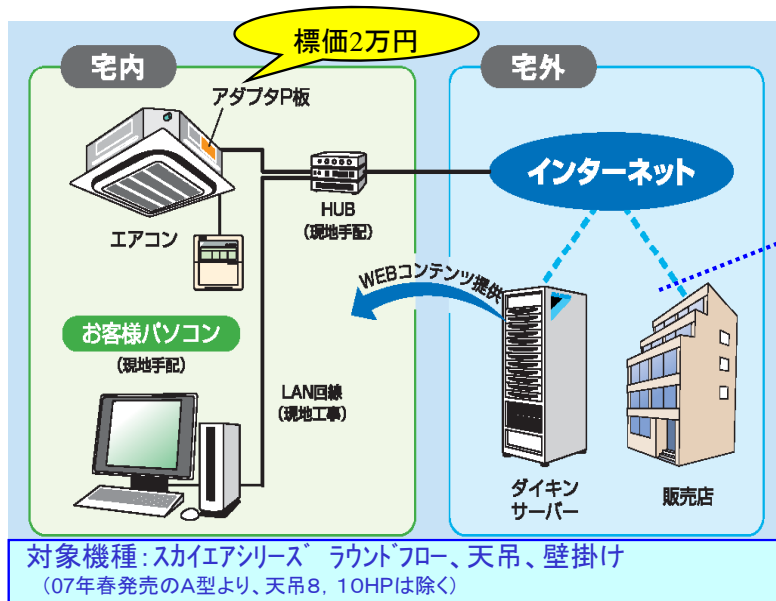 標価2万円
宅内
アダプタP板
エアコン
HUB
(現地手配)
お客様パソコン
(現地手配)
LAN回線
(現地工事)
宅外
インターネット
WEBコンテンツ提供
ダイキン
サーバー
販売店
対象機種:スカイエアシリーズ ラウンドフロー、天吊、壁掛け
(07年春発売のA型より、天吊8,10HPは除く)